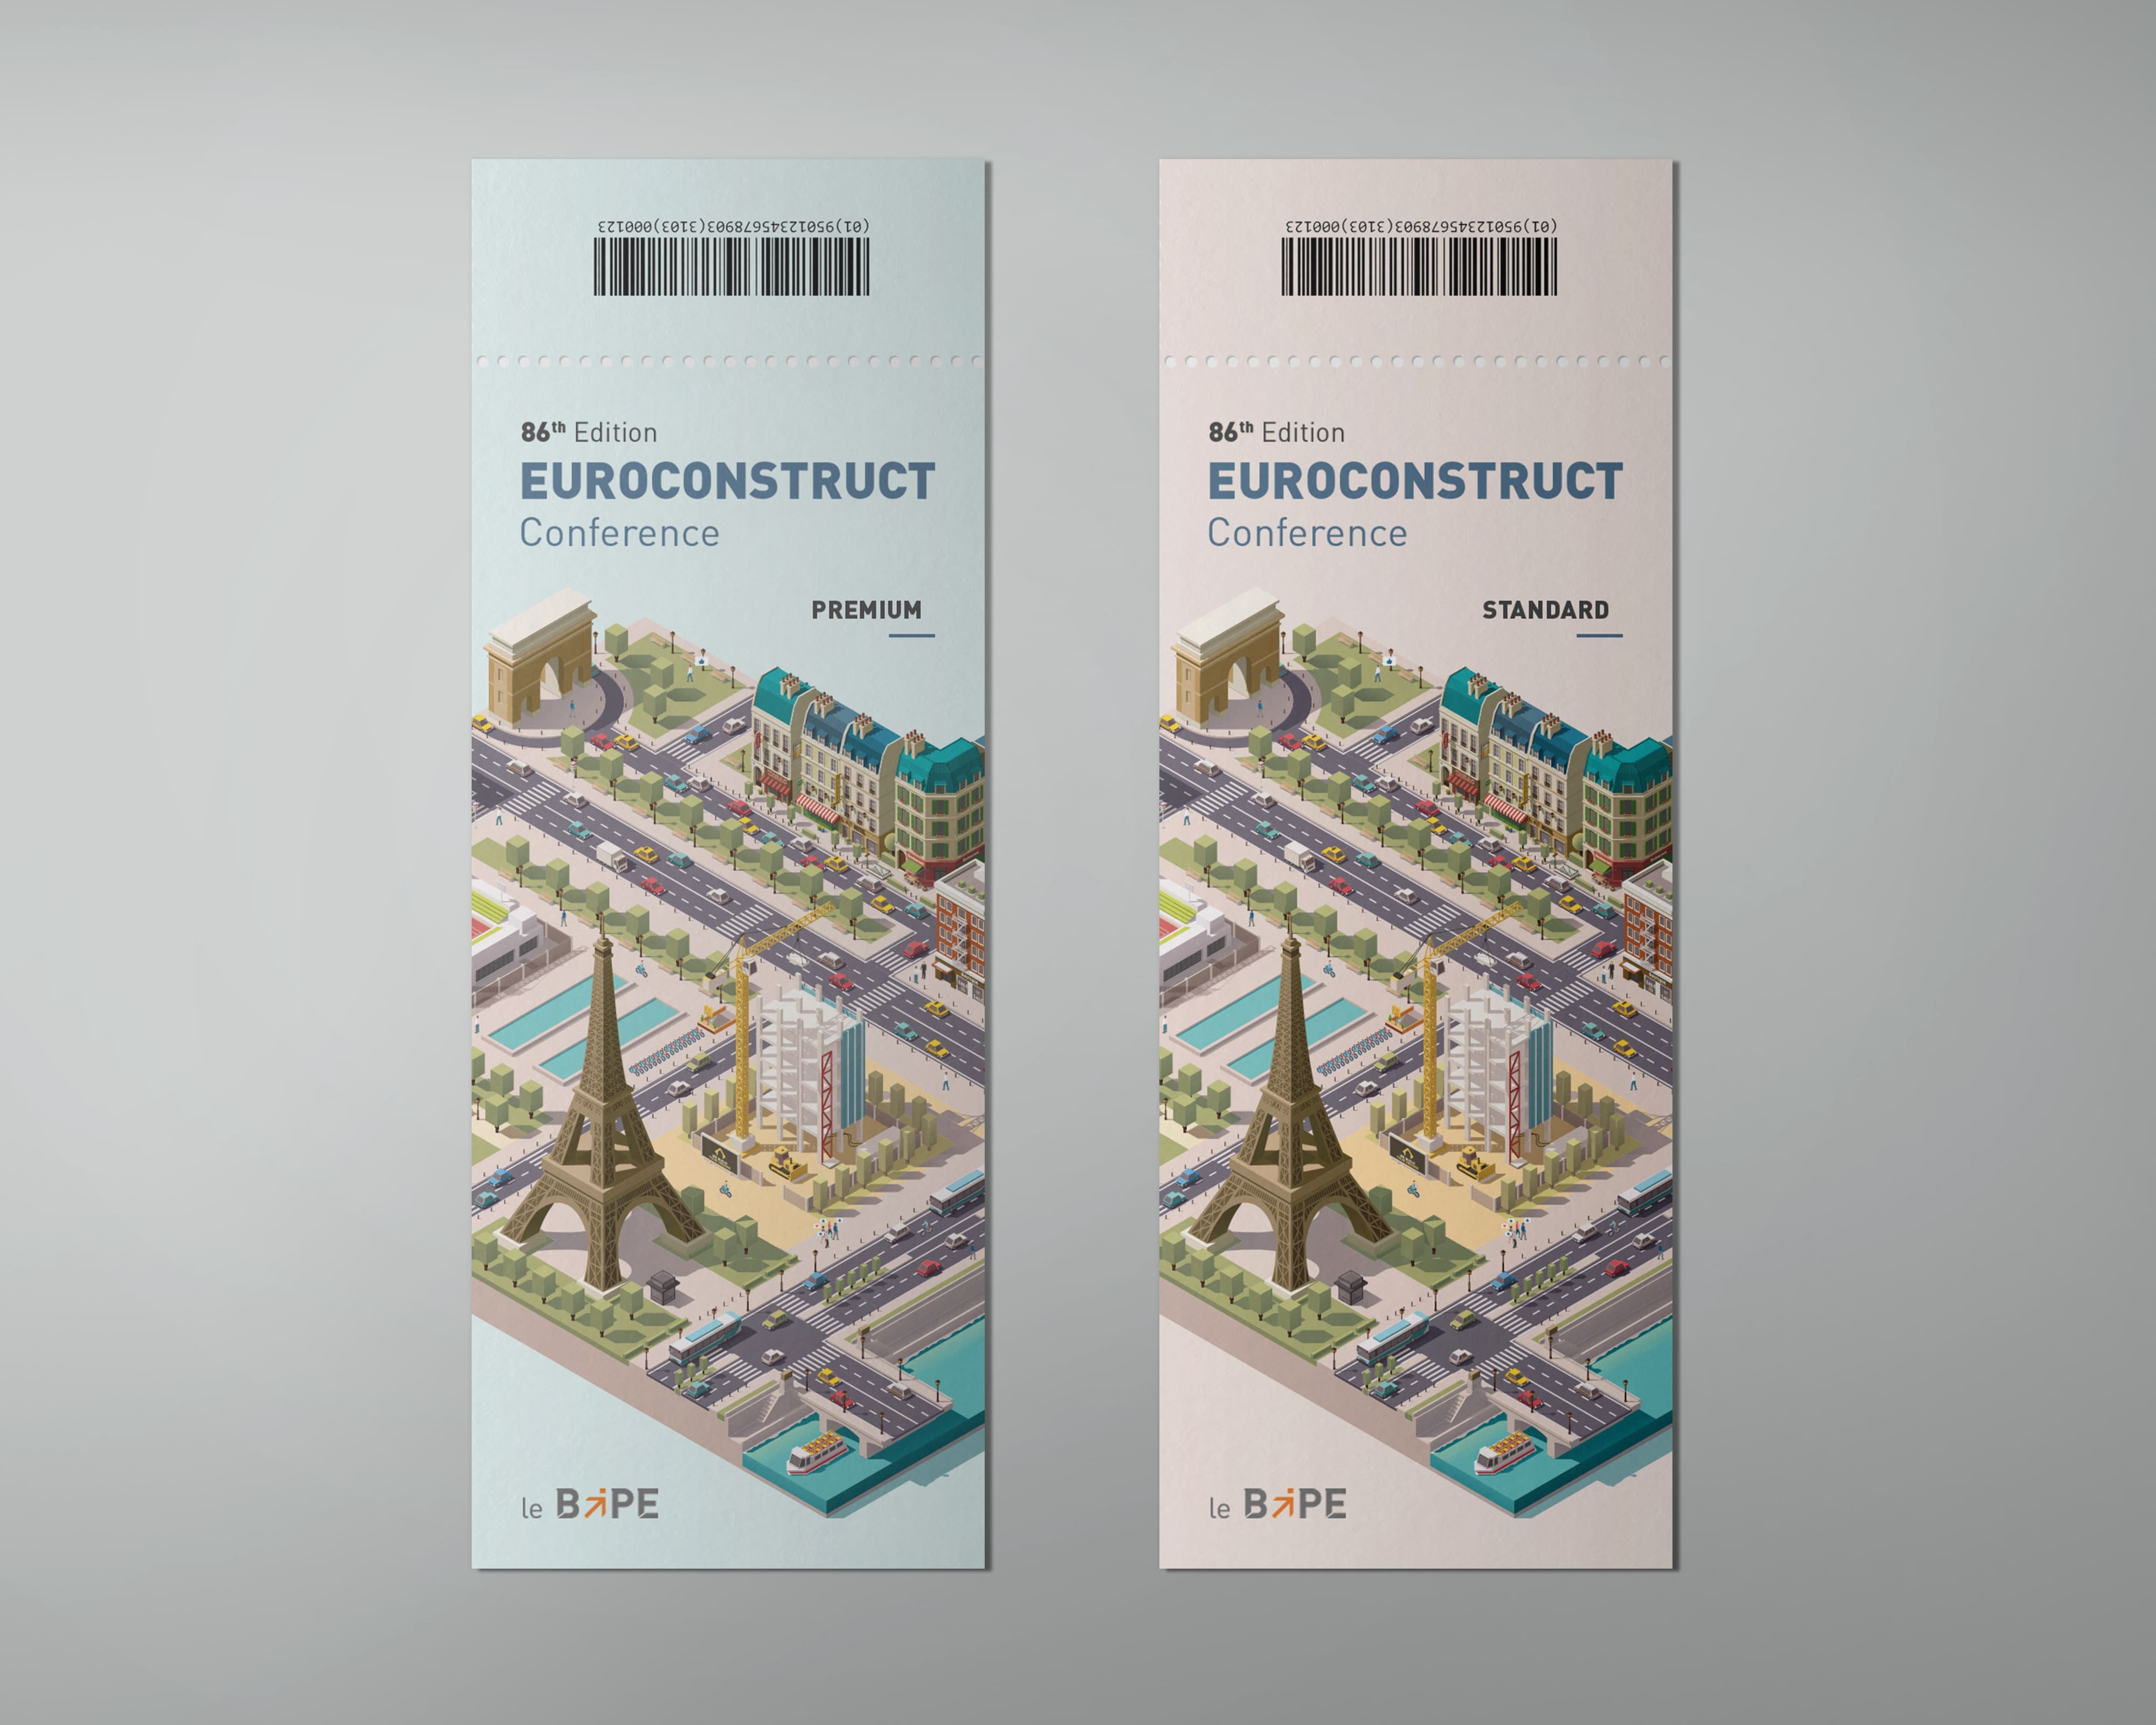 (01)95012345678903(3103)000123
86th Edition
EUROCONSTRUCT
Conference
PREMIUM
le BiPE
(01)95012345678903(3103)000123
86th Edition
EUROCONSTRUCT
Conference
STANDARD
le BiPE